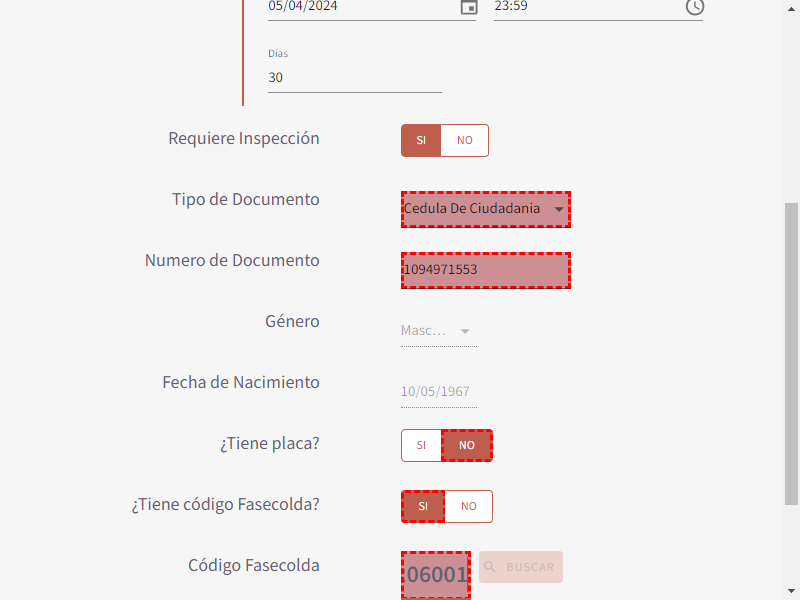 05/04/2024 23:59
Días
30
Requiere Inspección SI NO
Tipo de Documento Cedula De Ciudadania
Numero de Documento 1094971553
Género Masc...
Fecha de Nacimiento 10/05/1967
¿Tiene placa? SI NO
¿Tiene código Fasecolda? SI NO
Código Fasecolda 06001 BUSCAR